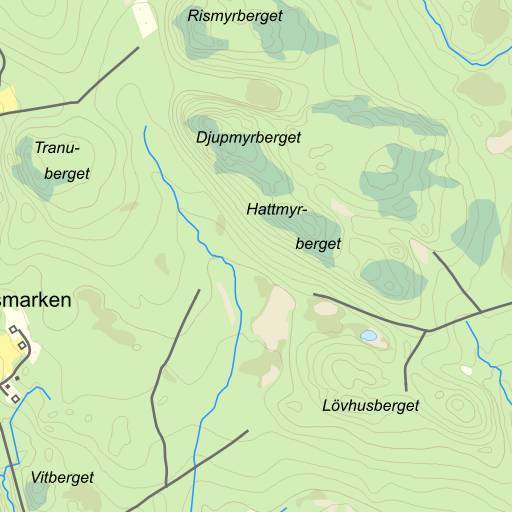 Rismyrberget
Djupmyrberget
Tranu-
berget
Hattmyr-
berget
smarken
Lövhusberget
Vitberget